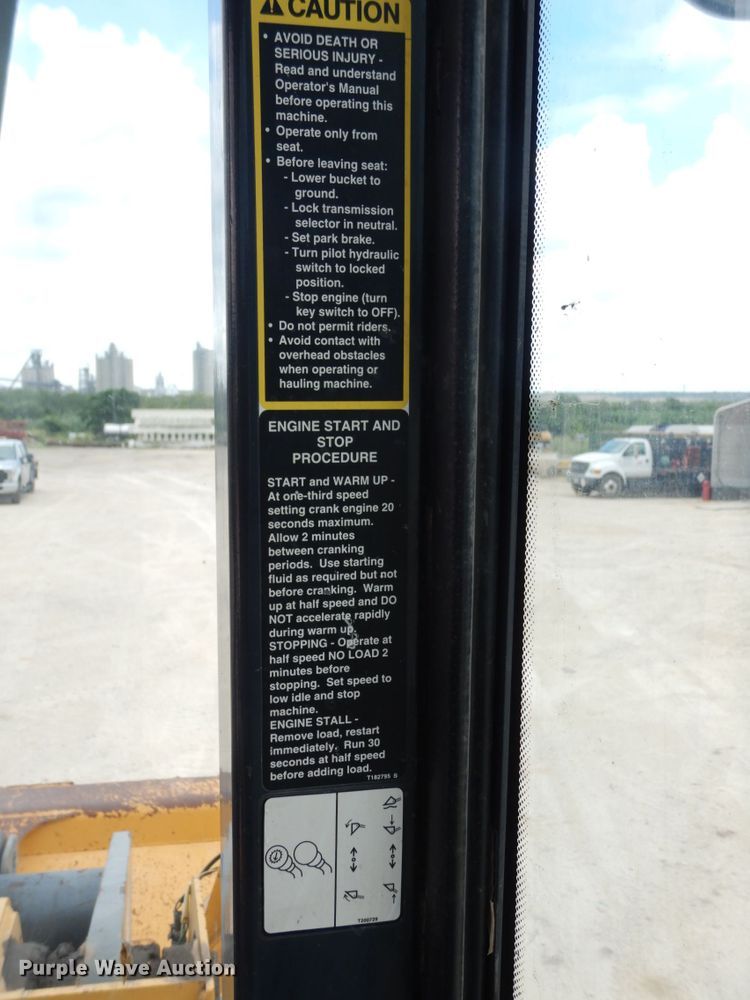 CAUTION
• AVOID DEATH OR
SERIOUS INJURY -
Read and understand
Operator's Manual
before operating this
machine.
• Operate only from
seat.
• Before leaving seat:
- Lower bucket to
ground.
- Lock transmission
selector in neutral.
- Set park brake.
- Turn pilot hydraulic
switch to locked
position.
- Stop engine (turn
key switch to OFF).
• Do not permit riders.
• Avoid contact with
overhead obstacles
when operating or
hauling machine.
ENGINE START AND
STOP
PROCEDURE
START and WARM UP -
At one-third speed
setting crank engine 20
seconds maximum.
Allow 2 minutes
between cranking
periods. Use starting
fluid as required but not
before cranking. Warm
up at half speed and DO
NOT accelerate rapidly
during warm up.
STOPPING - Operate at
half speed NO LOAD 2
minutes before
stopping. Set speed to
low idle and stop
machine.
ENGINE STALL -
Remove load, restart
immediately. Run 30
seconds at half speed
before adding load.
T182795 S
T200739
Purple Wave Auction